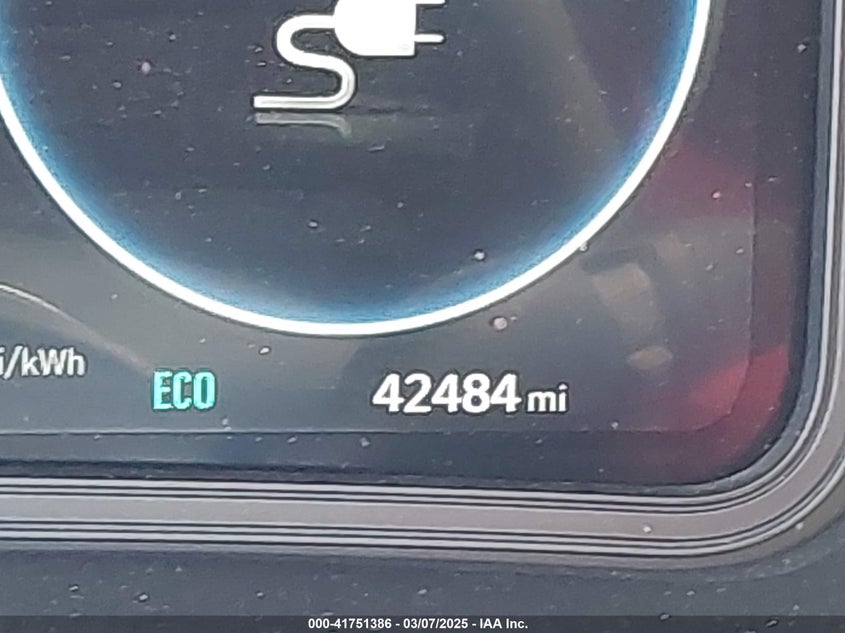 i/kWh
ECO
42484 mi
000-41751386 - 03/07/2025 - IAA Inc.